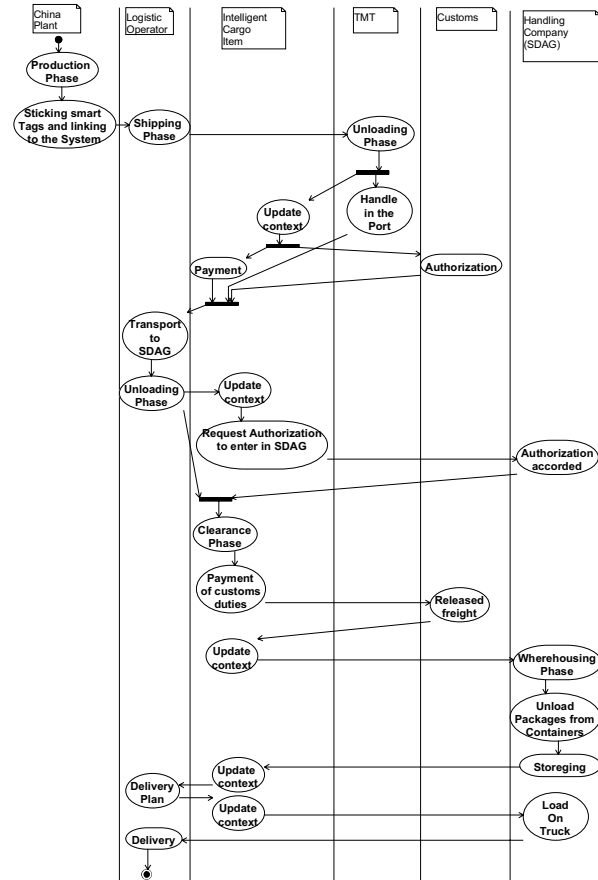 China
Plant
Logistic
Operator
Intelligent
Cargo
Item
TMT
Customs
Handling
Company
(SDAG)
Production
Phase
Sticking smart
Tags and linking
to the System
Shipping
Phase
Unloading
Phase
Update
context
Handle
in the
Port
Payment
Authorization
Transport
to
SDAG
Unloading
Phase
Update
context
Request Authorization
to enter in SDAG
Authorization
accorded
Clearance
Phase
Payment
of customs
duties
Released
freight
Update
context
Wherehousing
Phase
Unload
Packages from
Containers
Storeging
Update
context
Delivery
Plan
Update
context
Load
On
Truck
Delivery